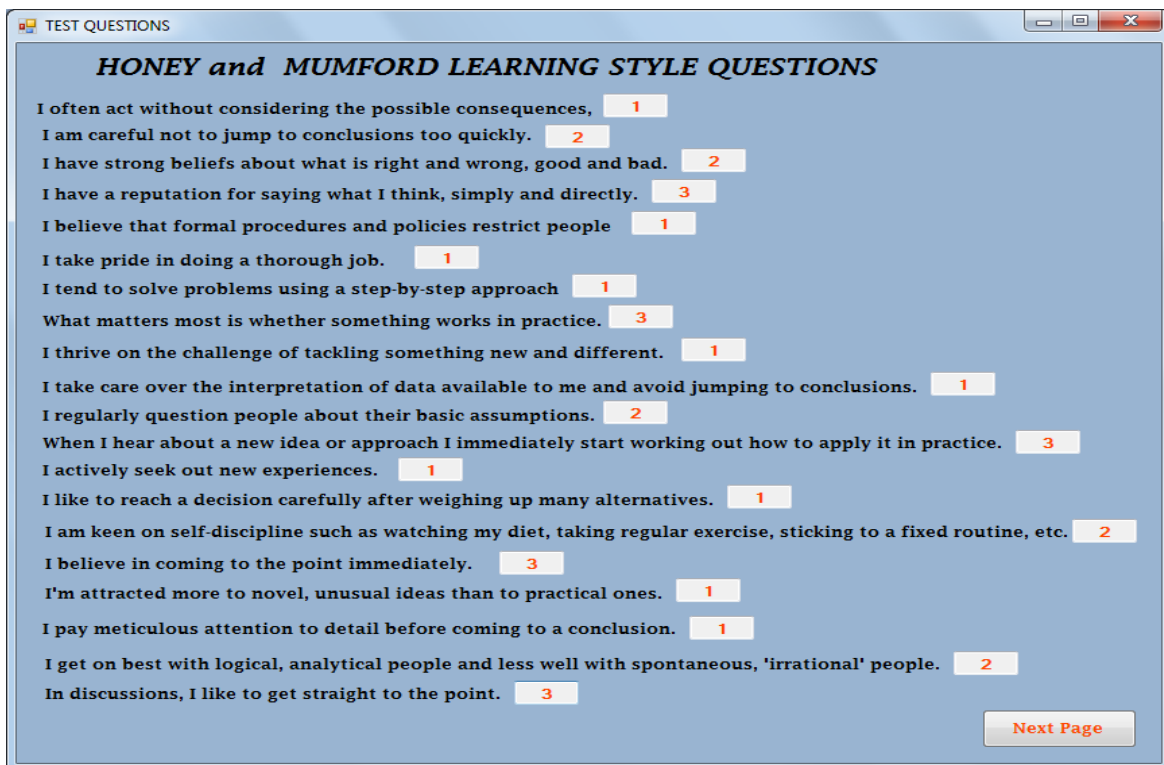 TEST QUESTIONS
HONEY and MUMFORD LEARNING STYLE QUESTIONS
I often act without considering the possible consequences, 1
I am careful not to jump to conclusions too quickly. 2
I have strong beliefs about what is right and wrong, good and bad. 2
I have a reputation for saying what I think, simply and directly. 3
I believe that formal procedures and policies restrict people 1
I take pride in doing a thorough job. 1
I tend to solve problems using a step-by-step approach 1
What matters most is whether something works in practice. 3
I thrive on the challenge of tackling something new and different. 1
I take care over the interpretation of data available to me and avoid jumping to conclusions. 1
I regularly question people about their basic assumptions. 2
When I hear about a new idea or approach I immediately start working out how to apply it in practice. 3
I actively seek out new experiences. 1
I like to reach a decision carefully after weighing up many alternatives. 1
I am keen on self-discipline such as watching my diet, taking regular exercise, sticking to a fixed routine, etc. 2
I believe in coming to the point immediately. 3
I'm attracted more to novel, unusual ideas than to practical ones. 1
I pay meticulous attention to detail before coming to a conclusion. 1
I get on best with logical, analytical people and less well with spontaneous, 'irrational' people. 2
In discussions, I like to get straight to the point. 3
Next Page